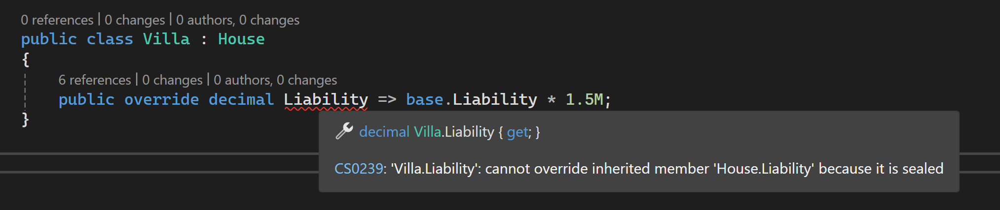 0 references | 0 changes | 0 authors, 0 changes
public class Villa : House
{
6 references | 0 changes | 0 authors, 0 changes
public override decimal Liability => base.Liability * 1.5M;
}
decimal Villa.Liability { get; }
CS0239: 'Villa.Liability': cannot override inherited member 'House.Liability' because it is sealed